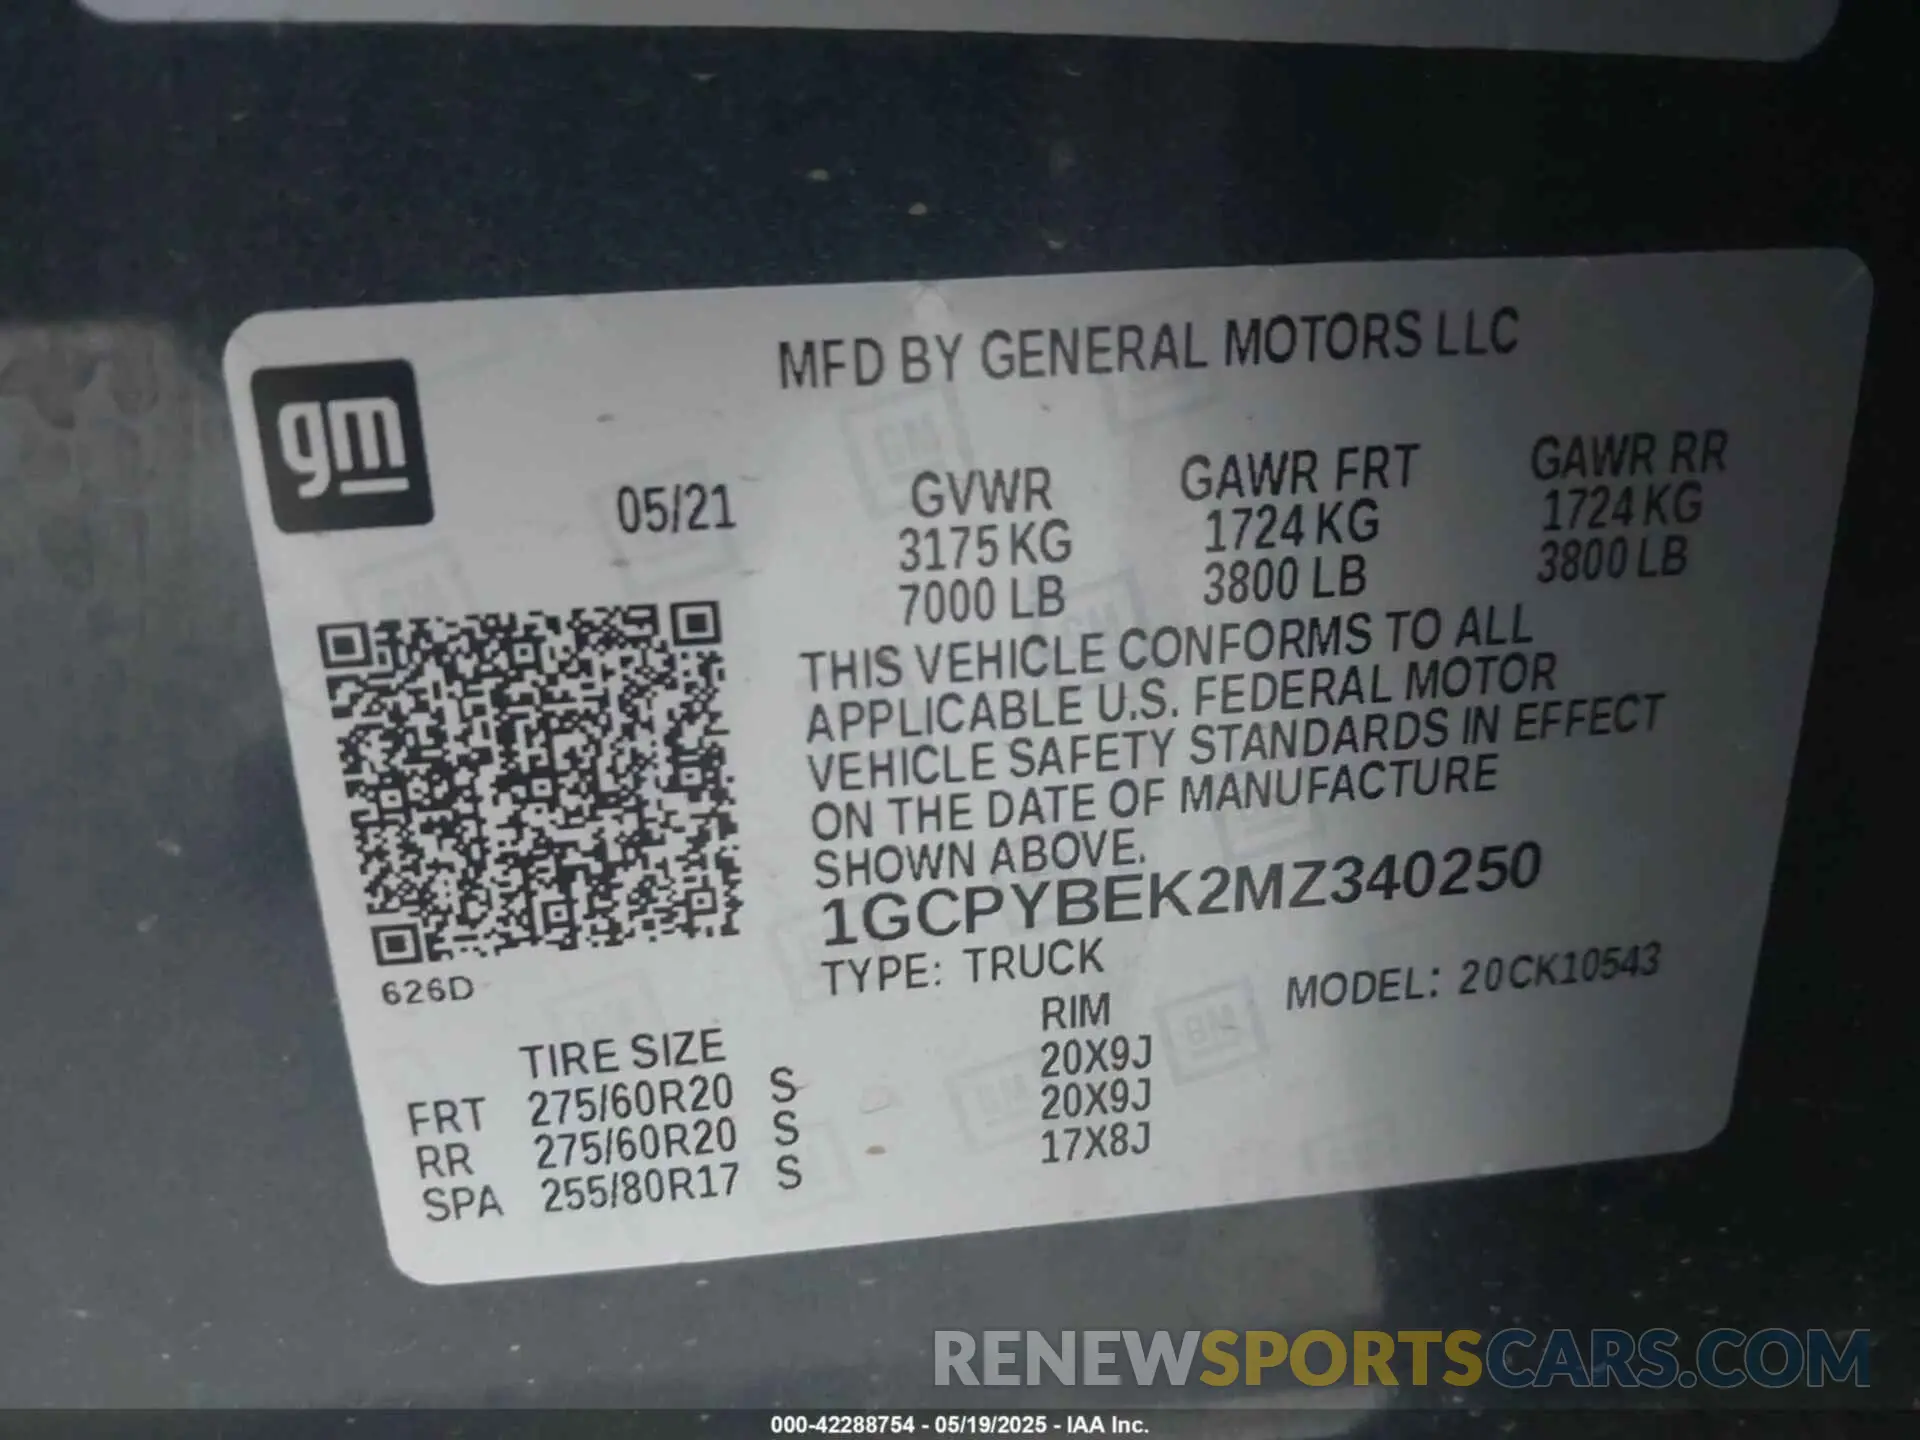 MFD BY GENERAL MOTORS LLC
gm
05/21
GVWR GAWR FRT GAWR RR
3175 KG 1724 KG 1724 KG
7000 LB 3800 LB 3800 LB
THIS VEHICLE CONFORMS TO ALL
APPLICABLE U.S. FEDERAL MOTOR
VEHICLE SAFETY STANDARDS IN EFFECT
ON THE DATE OF MANUFACTURE
SHOWN ABOVE.
1GCPYBEK2MZ340250
626D
TYPE: TRUCK MODEL: 20CK10543
TIRE SIZE RIM
FRT 275/60R20 S 20X9J
RR 275/60R20 S 20X9J
SPA 255/80R17 S 17X8J
RENEWSPORTSCARS.COM
000-42288754 - 05/19/2025 - IAA Inc.